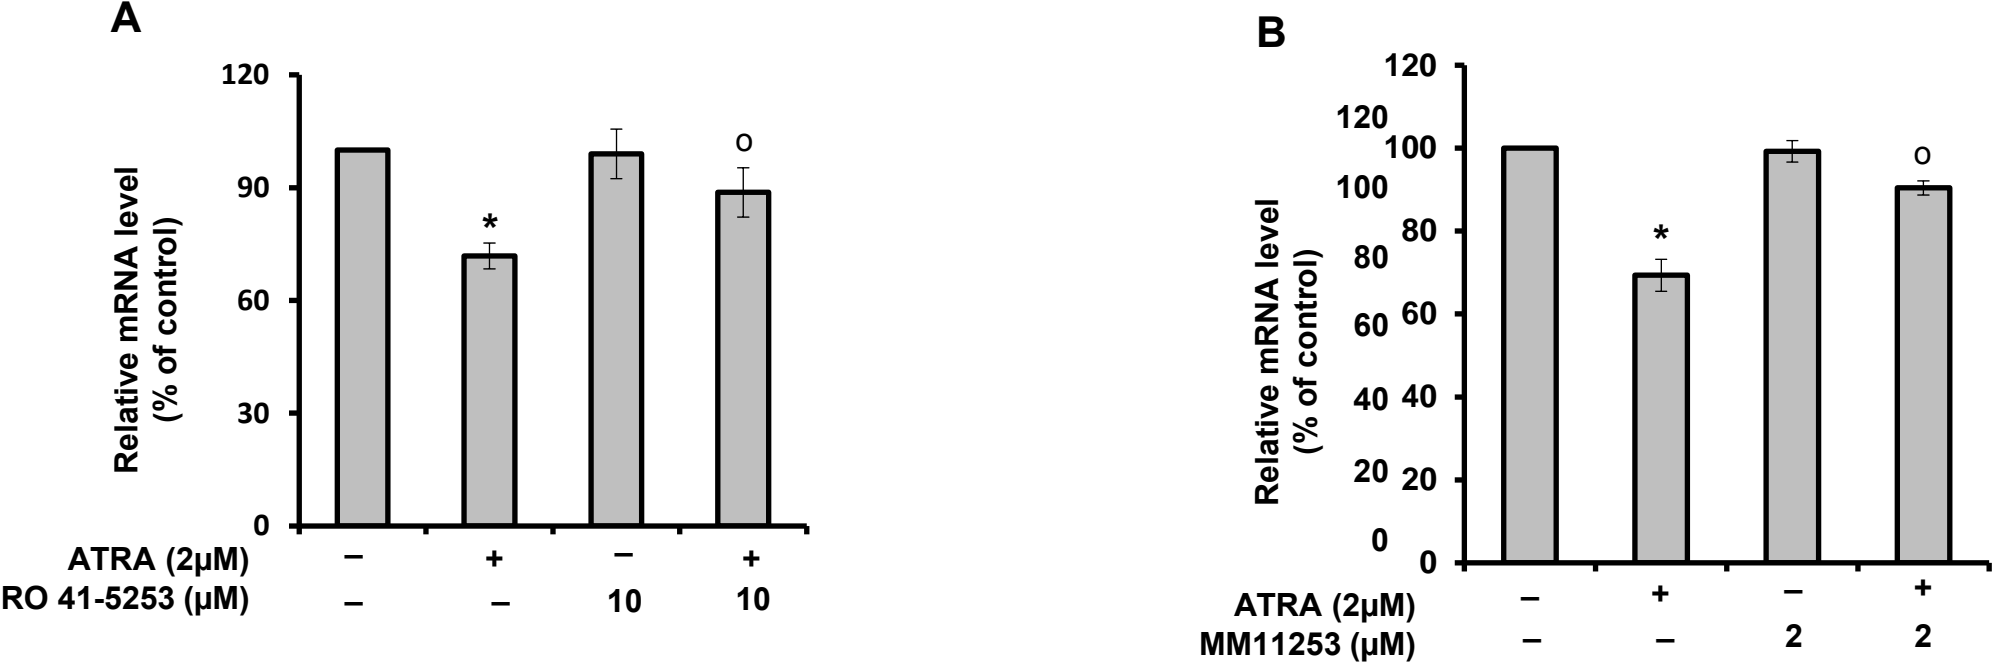 A
120
90
60
30
0
Relative mRNA level
(% of control)
*
o
ATRA (2µM) – + – +
RO 41-5253 (µM) – – 10 10
B
120
100
80
60
40
20
0
120
100
80
60
40
20
0
Relative mRNA level
(% of control)
*
o
ATRA (2µM) – + – +
MM11253 (µM) – – 2 2